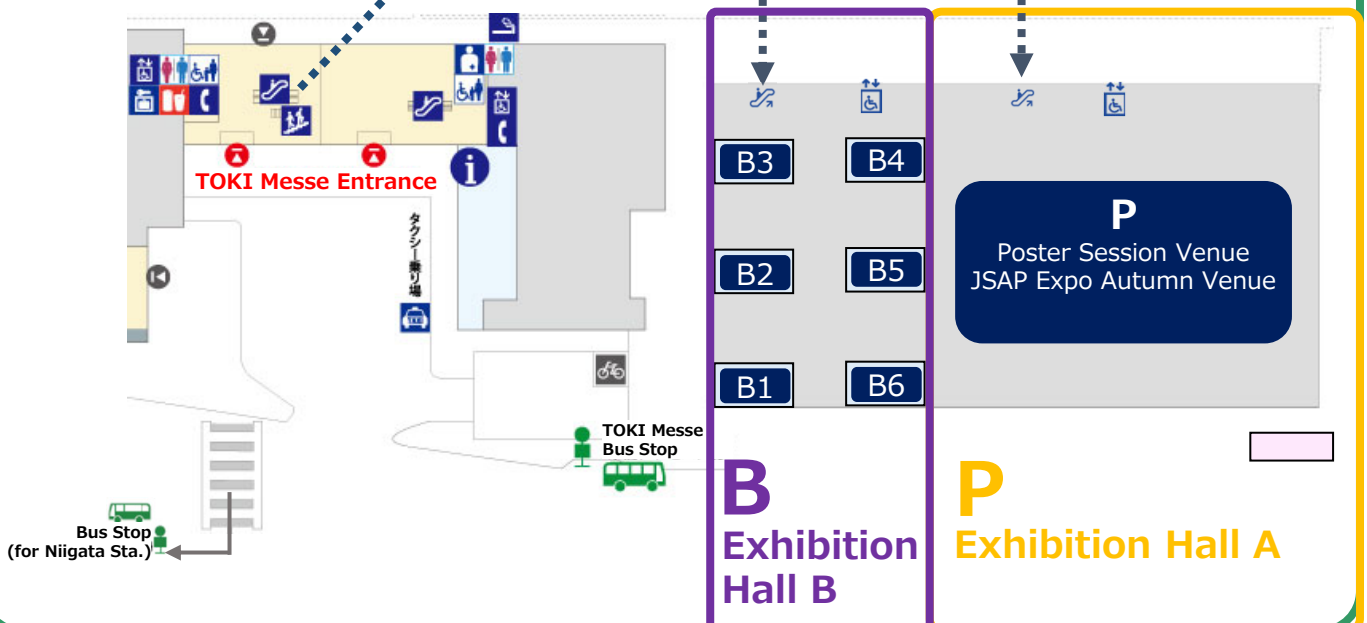 TOKI Messe Entrance
i
タクシー乗り場
TOKI Messe
Bus Stop
Bus Stop
(for Niigata Sta.)
B3
B4
B2
B5
B1
B6
B
Exhibition
Hall B
P
Poster Session Venue
JSAP Expo Autumn Venue
P
Exhibition Hall A